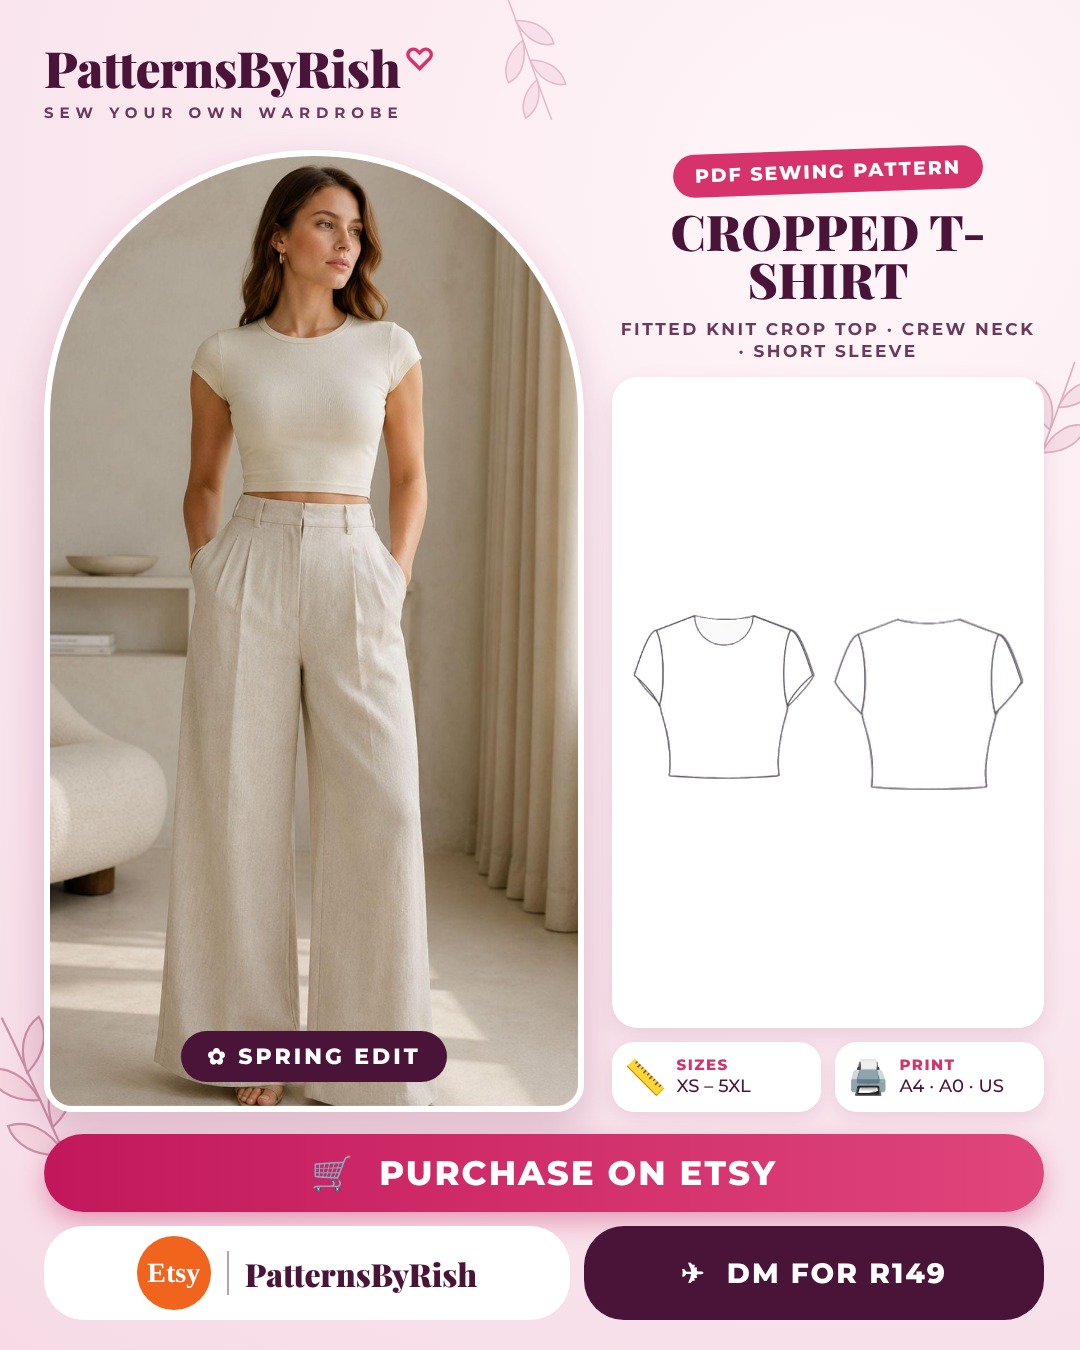 PatternsByRish
SEW YOUR OWN WARDROBE
PDF SEWING PATTERN
CROPPED T-
SHIRT
FITTED KNIT CROP TOP · CREW NECK
· SHORT SLEEVE
✿ SPRING EDIT
SIZES
XS – 5XL
PRINT
A4 · A0 · US
PURCHASE ON ETSY
Etsy
PatternsByRish
✈ DM FOR R149